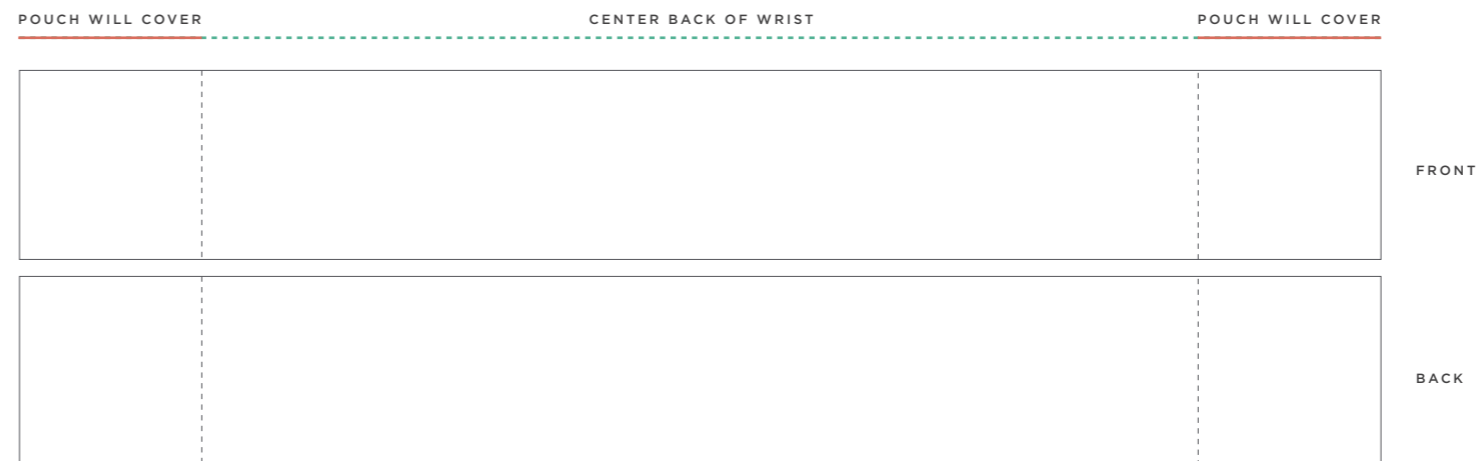 POUCH WILL COVER
CENTER BACK OF WRIST
POUCH WILL COVER
FRONT
BACK